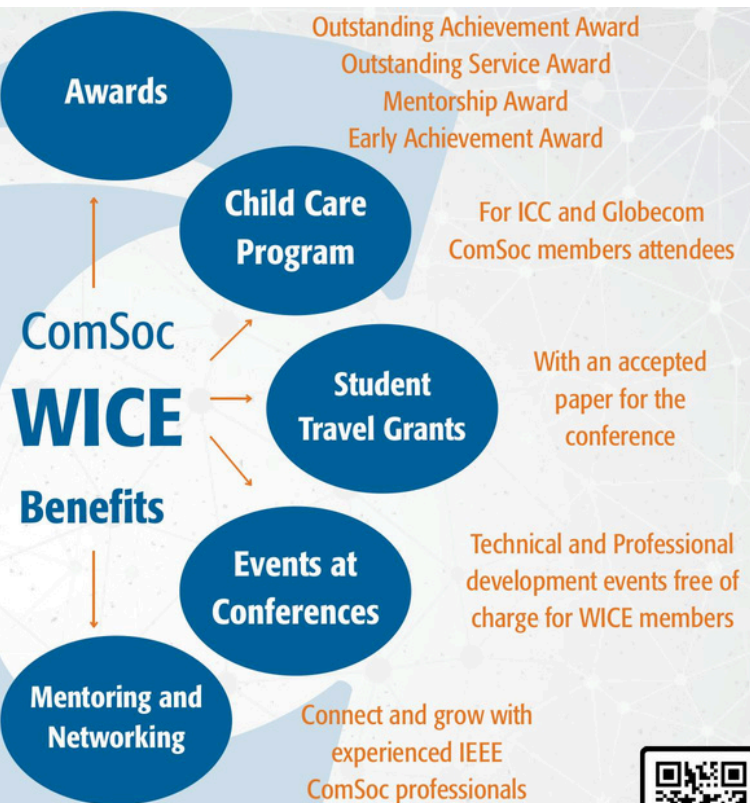 Awards
Outstanding Achievement Award
Outstanding Service Award
Mentorship Award
Early Achievement Award
Child Care
Program
For ICC and Globecom
ComSoc members attendees
ComSoc
WICE
Benefits
Student
Travel Grants
With an accepted
paper for the
conference
Events at
Conferences
Technical and Professional
development events free of
charge for WICE members
Mentoring and
Networking
Connect and grow with
experienced IEEE
ComSoc professionals